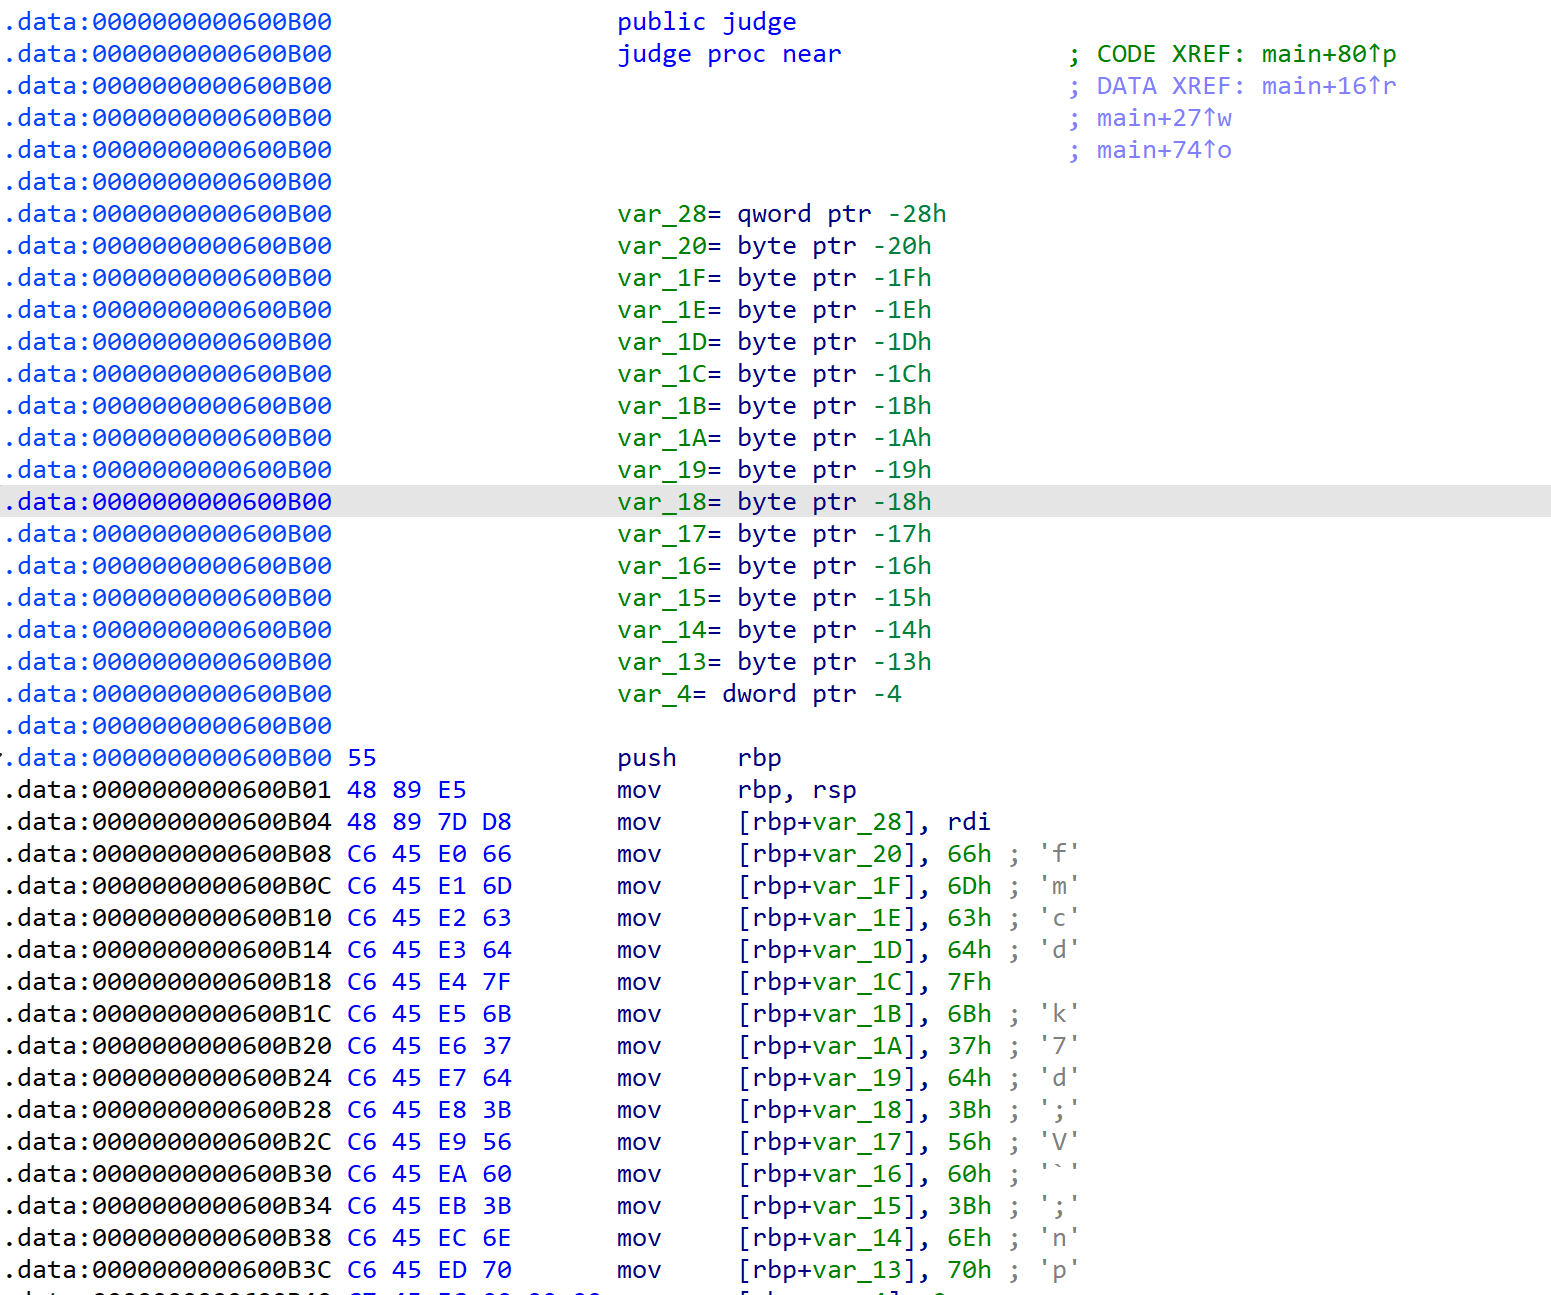 .data:0000000000600B00 public judge
.data:0000000000600B00 judge proc near ; CODE XREF: main+80↑p
.data:0000000000600B00 ; DATA XREF: main+16↑r
.data:0000000000600B00 ; main+27↑w
.data:0000000000600B00 ; main+74↑o
.data:0000000000600B00
.data:0000000000600B00 var_28= qword ptr -28h
.data:0000000000600B00 var_20= byte ptr -20h
.data:0000000000600B00 var_1F= byte ptr -1Fh
.data:0000000000600B00 var_1E= byte ptr -1Eh
.data:0000000000600B00 var_1D= byte ptr -1Dh
.data:0000000000600B00 var_1C= byte ptr -1Ch
.data:0000000000600B00 var_1B= byte ptr -1Bh
.data:0000000000600B00 var_1A= byte ptr -1Ah
.data:0000000000600B00 var_19= byte ptr -19h
.data:0000000000600B00 var_18= byte ptr -18h
.data:0000000000600B00 var_17= byte ptr -17h
.data:0000000000600B00 var_16= byte ptr -16h
.data:0000000000600B00 var_15= byte ptr -15h
.data:0000000000600B00 var_14= byte ptr -14h
.data:0000000000600B00 var_13= byte ptr -13h
.data:0000000000600B00 var_4= dword ptr -4
.data:0000000000600B00
.data:0000000000600B00 55 push rbp
.data:0000000000600B01 48 89 E5 mov rbp, rsp
.data:0000000000600B04 48 89 7D D8 mov [rbp+var_28], rdi
.data:0000000000600B08 C6 45 E0 66 mov [rbp+var_20], 66h ; 'f'
.data:0000000000600B0C C6 45 E1 6D mov [rbp+var_1F], 6Dh ; 'm'
.data:0000000000600B10 C6 45 E2 63 mov [rbp+var_1E], 63h ; 'c'
.data:0000000000600B14 C6 45 E3 64 mov [rbp+var_1D], 64h ; 'd'
.data:0000000000600B18 C6 45 E4 7F mov [rbp+var_1C], 7Fh
.data:0000000000600B1C C6 45 E5 6B mov [rbp+var_1B], 6Bh ; 'k'
.data:0000000000600B20 C6 45 E6 37 mov [rbp+var_1A], 37h ; '7'
.data:0000000000600B24 C6 45 E7 64 mov [rbp+var_19], 64h ; 'd'
.data:0000000000600B28 C6 45 E8 3B mov [rbp+var_18], 3Bh ; ';'
.data:0000000000600B2C C6 45 E9 56 mov [rbp+var_17], 56h ; 'V'
.data:0000000000600B30 C6 45 EA 60 mov [rbp+var_16], 60h ; '`'
.data:0000000000600B34 C6 45 EB 3B mov [rbp+var_15], 3Bh ; ';'
.data:0000000000600B38 C6 45 EC 6E mov [rbp+var_14], 6Eh ; 'n'
.data:0000000000600B3C C6 45 ED 70 mov [rbp+var_13], 70h ; 'p'